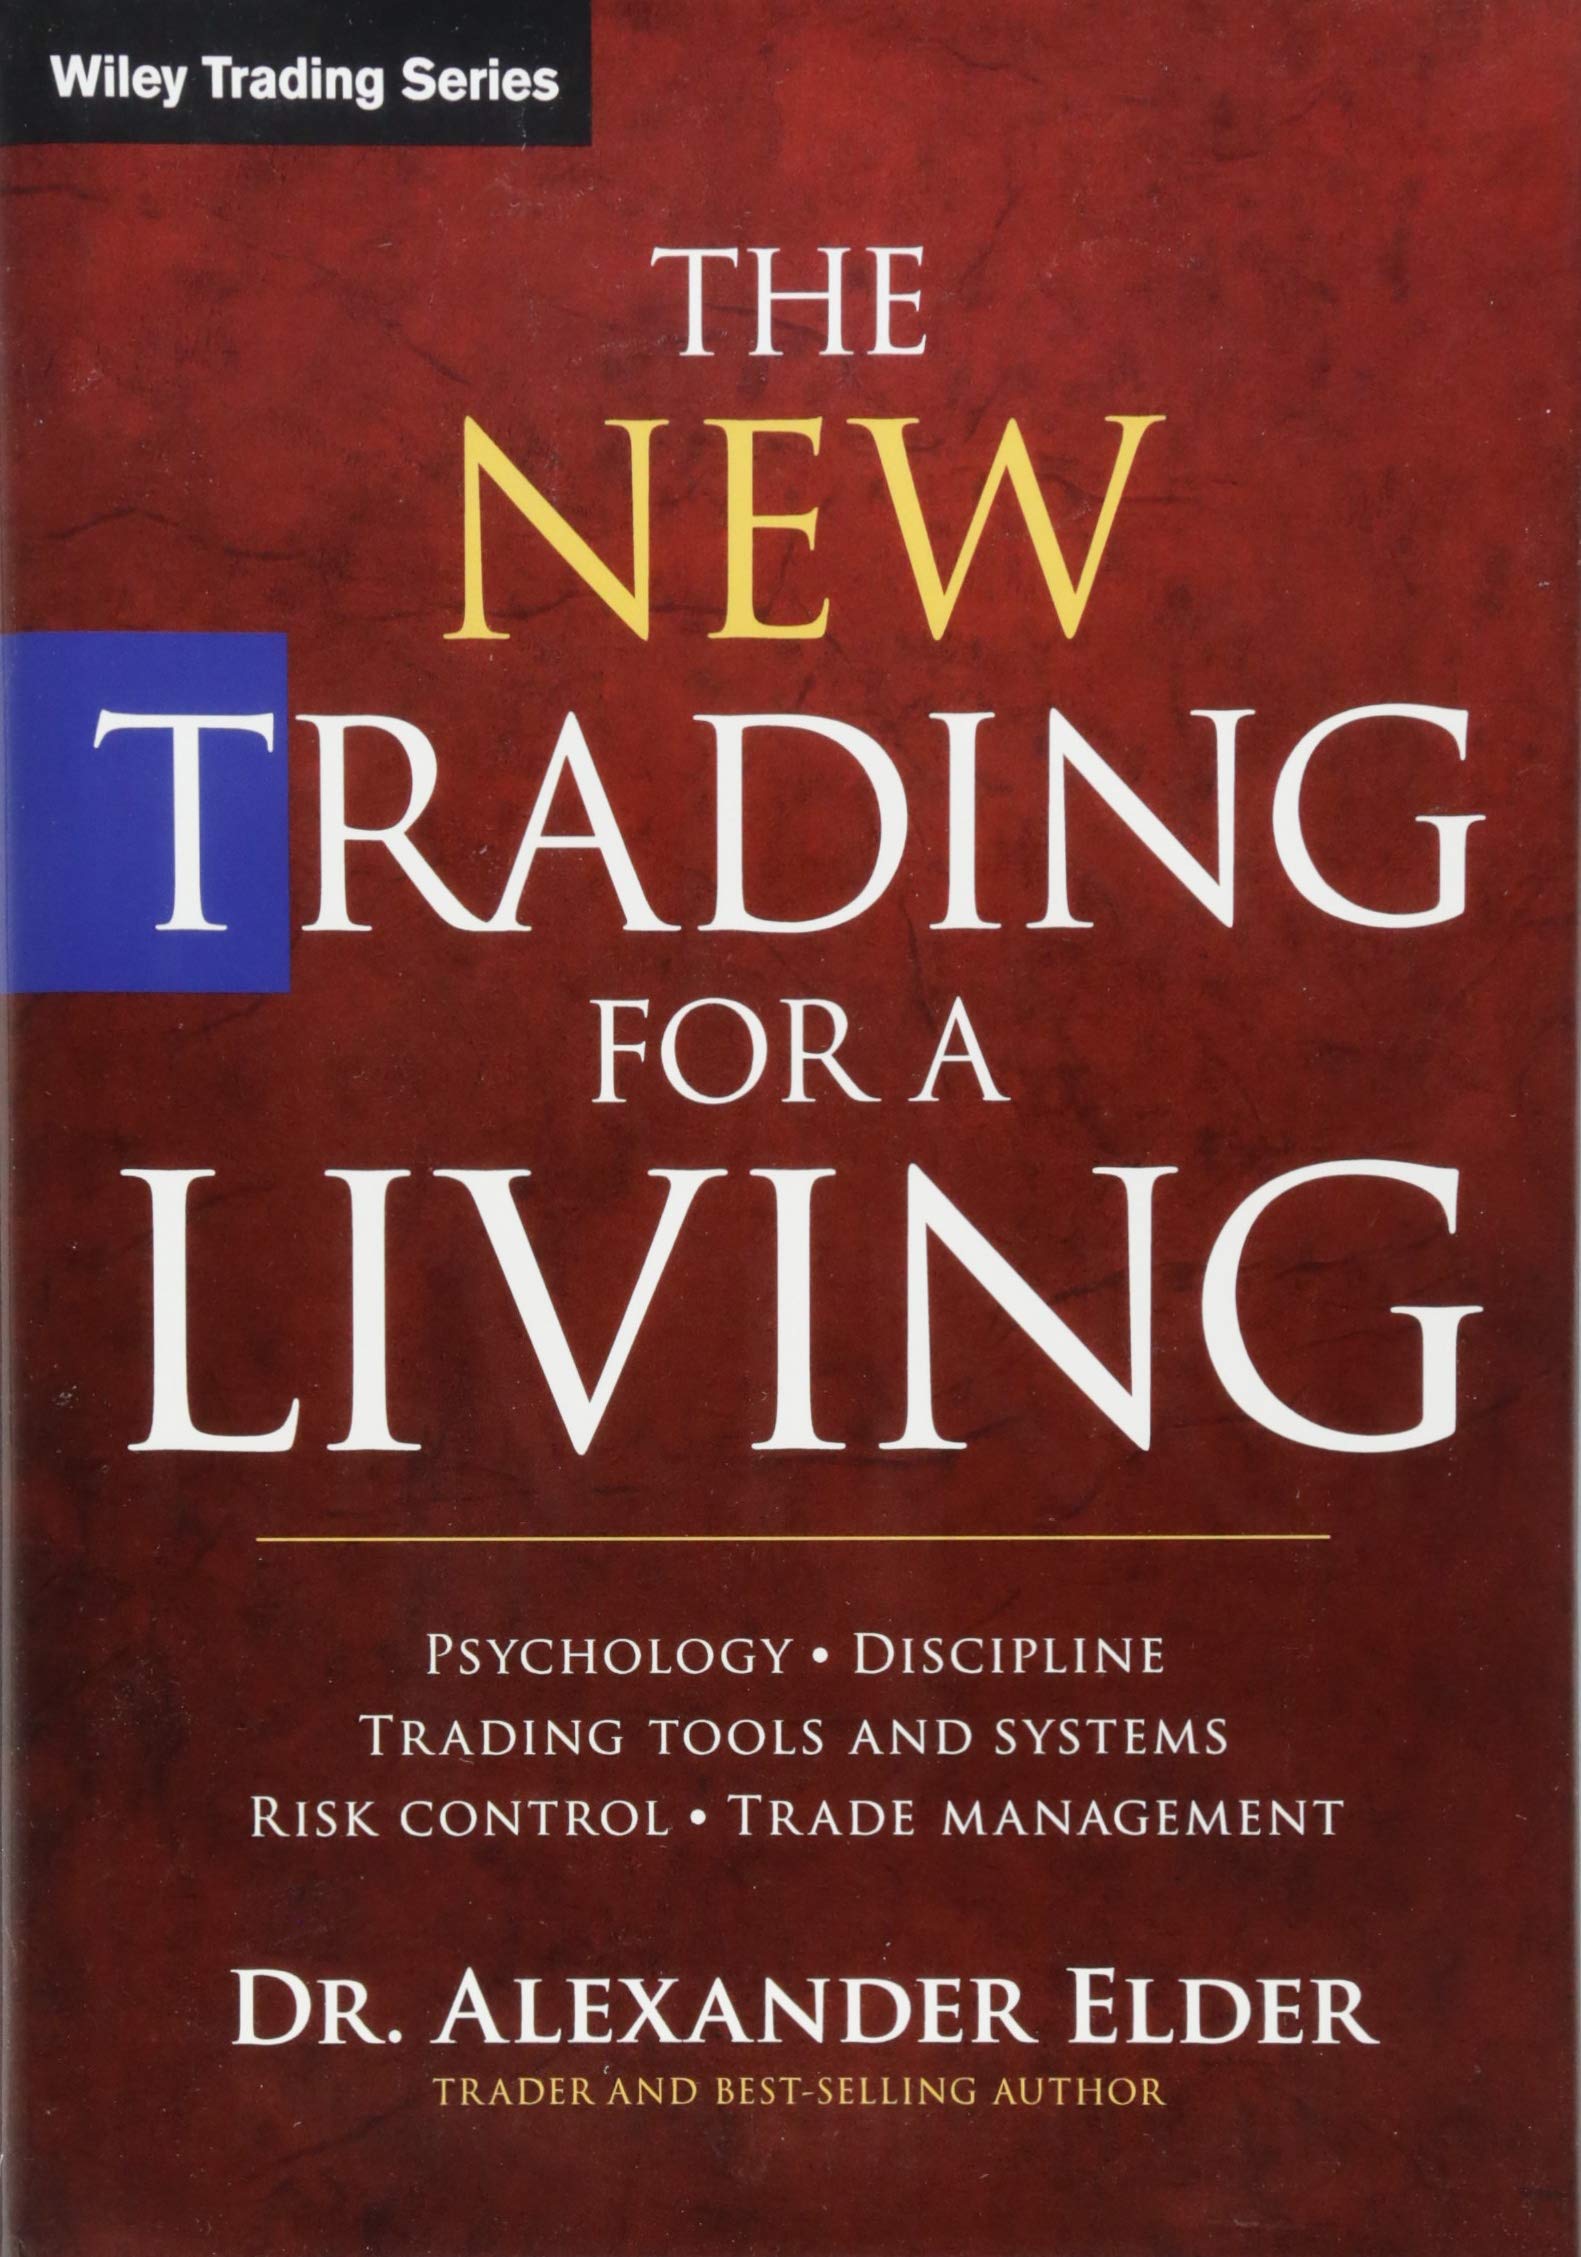 Wiley Trading Series
THE
NEW
TRADING
FOR A
LIVING
PSYCHOLOGY • DISCIPLINE
TRADING TOOLS AND SYSTEMS
RISK CONTROL • TRADE MANAGEMENT
DR. ALEXANDER ELDER
TRADER AND BEST-SELLING AUTHOR